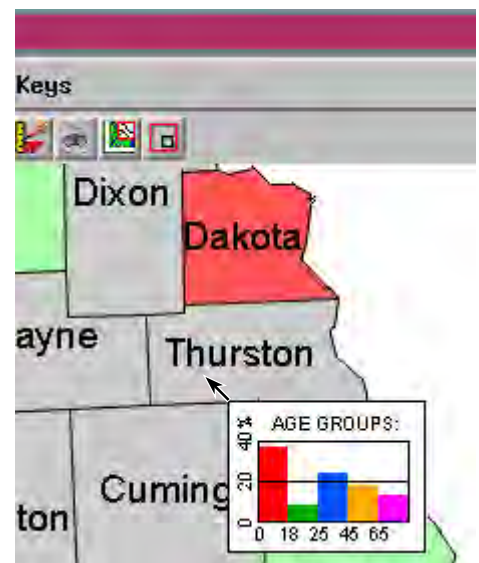 Keys
Dixon
Dakota
ayne
Thurston
AGE GROUPS:
40 %
20
0
0 18 25 45 65
Cuming
ton